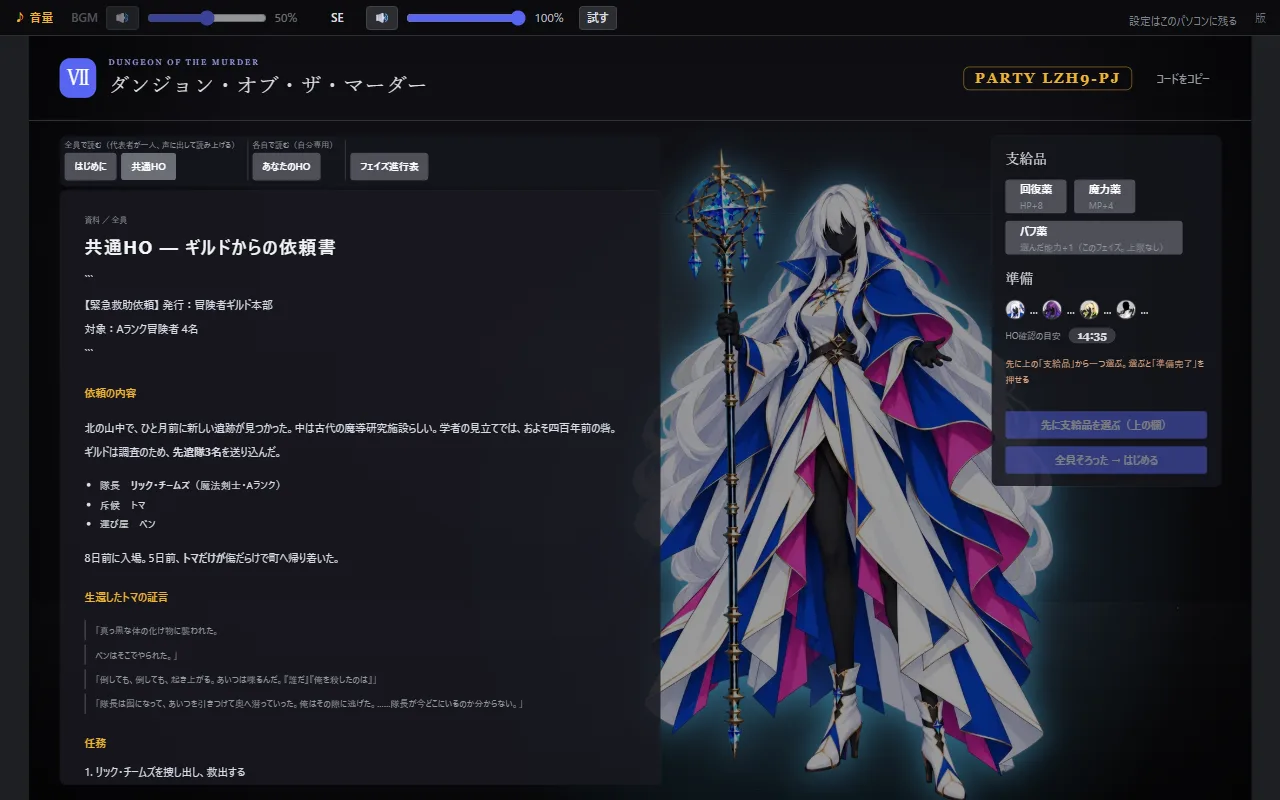 ♪ 音量 BGM 50% SE 100% 試す 設定はこのパソコンに残る 版
VII
DUNGEON OF THE MURDER
ダンジョン・オブ・ザ・マーダー
PARTY LZH9-PJ コードをコピー
全員で読む（代表者が一人、声に出して読み上げる） 各自で読む（自分専用）
はじめに 共通HO あなたのHO フェイズ進行表
資料 ／ 全員
共通HO — ギルドからの依頼書
```
【緊急救助依頼】 発行：冒険者ギルド本部
対象：Aランク冒険者 4名
```
依頼の内容
北の山中で、ひと月前に新しい遺跡が見つかった。中は古代の魔導研究施設らしい。学者の見立てでは、およそ四百年前の砦。
ギルドは調査のため、先遣隊3名を送り込んだ。
• 隊長 リック・チームズ（魔法剣士・Aランク）
• 斥候 トマ
• 運び屋 ベン
8日前に入場。5日前、トマだけが傷だらけで町へ帰り着いた。
生還したトマの証言
『真っ黒な体の化け物に襲われた。
ベンはそこでやられた。』
『倒しても、倒しても、起き上がる。あいつは喋るんだ。『誰だ』『俺を殺したのは』』
『隊長は囮になって、あいつを引きつけて奥へ潜っていった。俺はその隙に逃げた。……隊長が今どこにいるのか分からない。』
任務
1. リック・チームズを捜し出し、救出する
支給品
回復薬
HP+8
魔力薬
MP+4
バフ薬
選んだ能力+1（このフェイズ、上限なし）
準備
... ... ... ...
HO確認の目安 14:35
先に上の「支給品」から一つ選ぶ。選ぶと「準備完了」を
押せる
先に支給品を選ぶ（上の欄）
全員そろった → はじめる